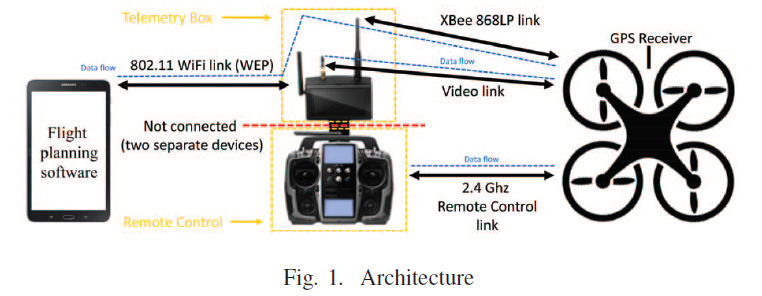 Telemetry Box
XBee 868LP link
GPS Receiver
Data flow
802.11 WiFi link (WEP)
Data flow
Video link
Flight
planning
software
Not connected
(two separate devices)
Data flow
2.4 Ghz
Remote Control
link
Remote Control
Fig. 1. Architecture